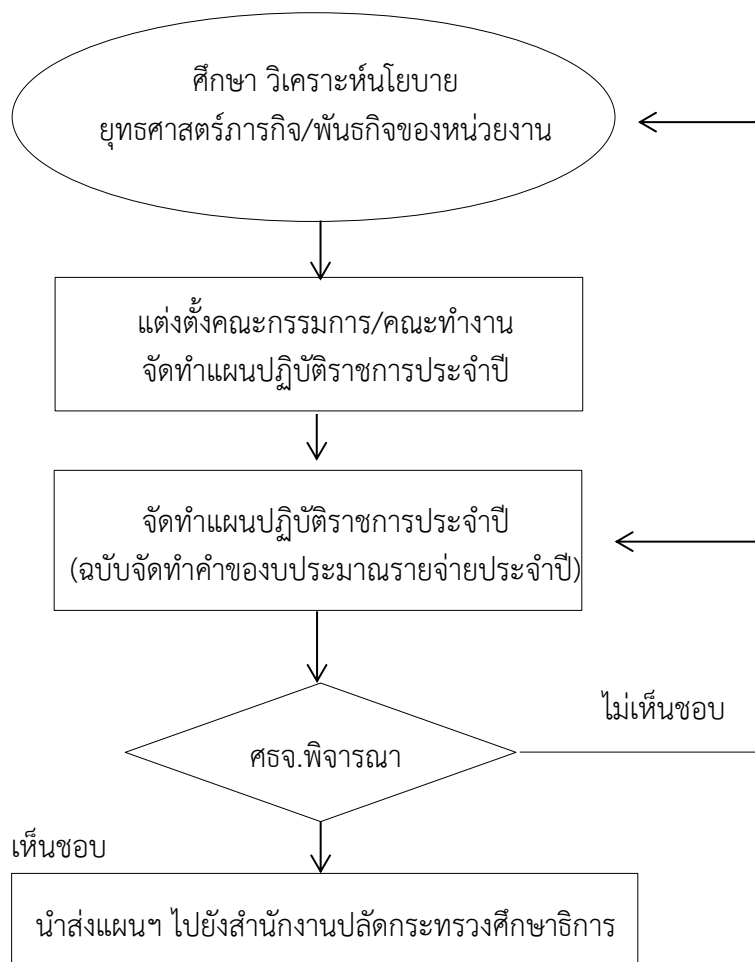 ศึกษา วิเคราะห์นโยบาย
ยุทธศาสตร์ภารกิจ/พันธกิจของหน่วยงาน
แต่งตั้งคณะกรรมการ/คณะทำงาน
จัดทำแผนปฏิบัติราชการประจำปี
จัดทำแผนปฏิบัติราชการประจำปี
(ฉบับจัดทำคำของบประมาณรายจ่ายประจำปี)
ไม่เห็นชอบ
ศธจ.พิจารณา
เห็นชอบ
นำส่งแผนฯ ไปยังสำนักงานปลัดกระทรวงศึกษาธิการ